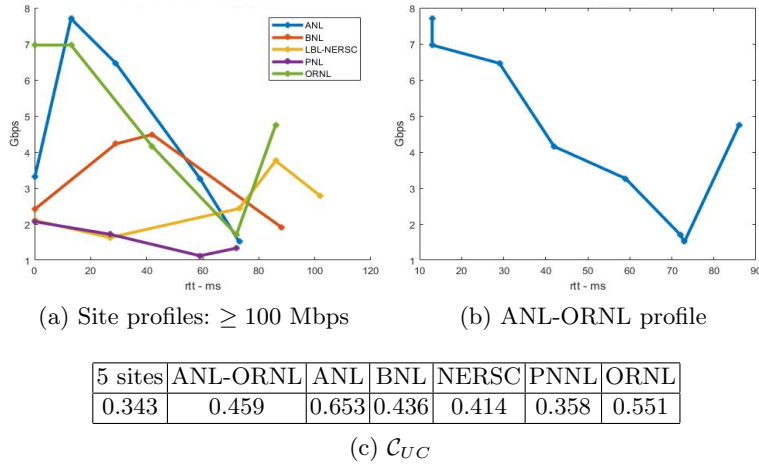 8
7
6
5
4
3
2
1
Gbps
0
20
40
60
80
100
120
rtt - ms
ANL
BNL
LBL-NERSC
PNL
ORNL
(a) Site profiles: ≥ 100 Mbps
8
7
6
5
4
3
2
1
Gbps
10
20
30
40
50
60
70
80
90
rtt - ms
(b) ANL-ORNL profile
5 sites ANL-ORNL ANL BNL NERSC PNNL ORNL
0.343 0.459 0.653 0.436 0.414 0.358 0.551
(c) C_UC